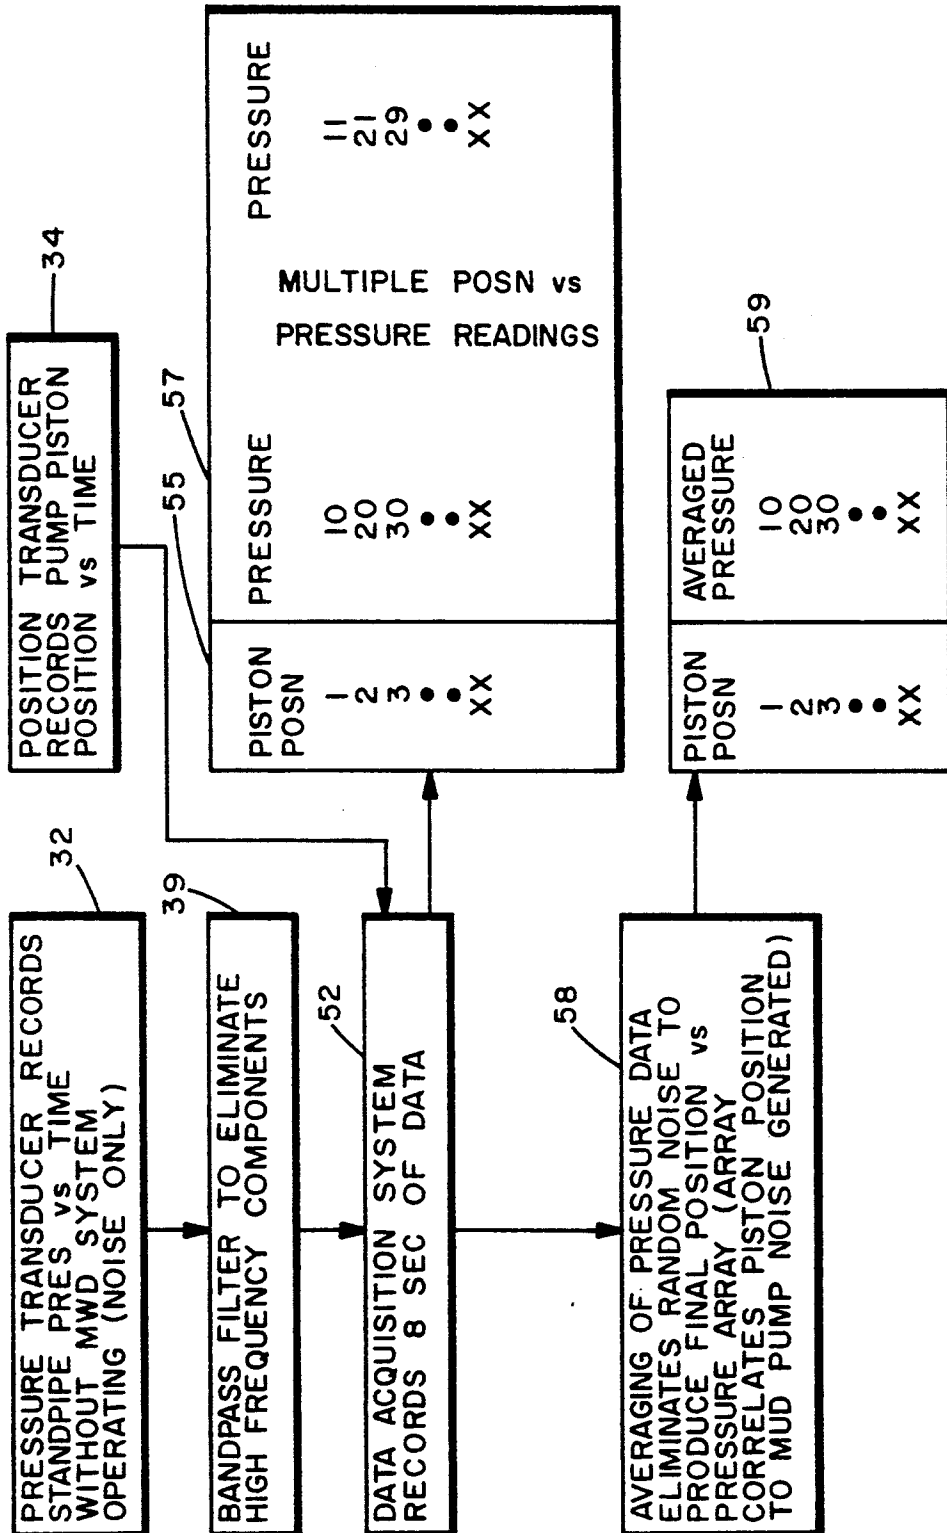 PRESSURE TRANSDUCER RECORDS
STANDPIPE PRES vs TIME
WITHOUT MWD SYSTEM
OPERATING (NOISE ONLY)
32
POSITION TRANSDUCER
RECORDS PUMP PISTON
POSITION vs TIME
34
BANDPASS FILTER TO ELIMINATE
HIGH FREQUENCY COMPONENTS
39
DATA ACQUISITION SYSTEM
RECORDS 8 SEC OF DATA
52
55
57
PISTON
POSN
1
2
3
•
•
XX
PRESSURE
10
20
30
•
•
XX
MULTIPLE POSN vs
PRESSURE READINGS
PRESSURE
11
21
29
•
•
XX
58
AVERAGING OF PRESSURE DATA
ELIMINATES RANDOM NOISE TO
PRODUCE FINAL POSITION vs
PRESSURE ARRAY (ARRAY
CORRELATES PISTON POSITION
TO MUD PUMP NOISE GENERATED)
59
PISTON
POSN
1
2
3
•
•
XX
AVERAGED
PRESSURE
10
20
30
•
•
XX